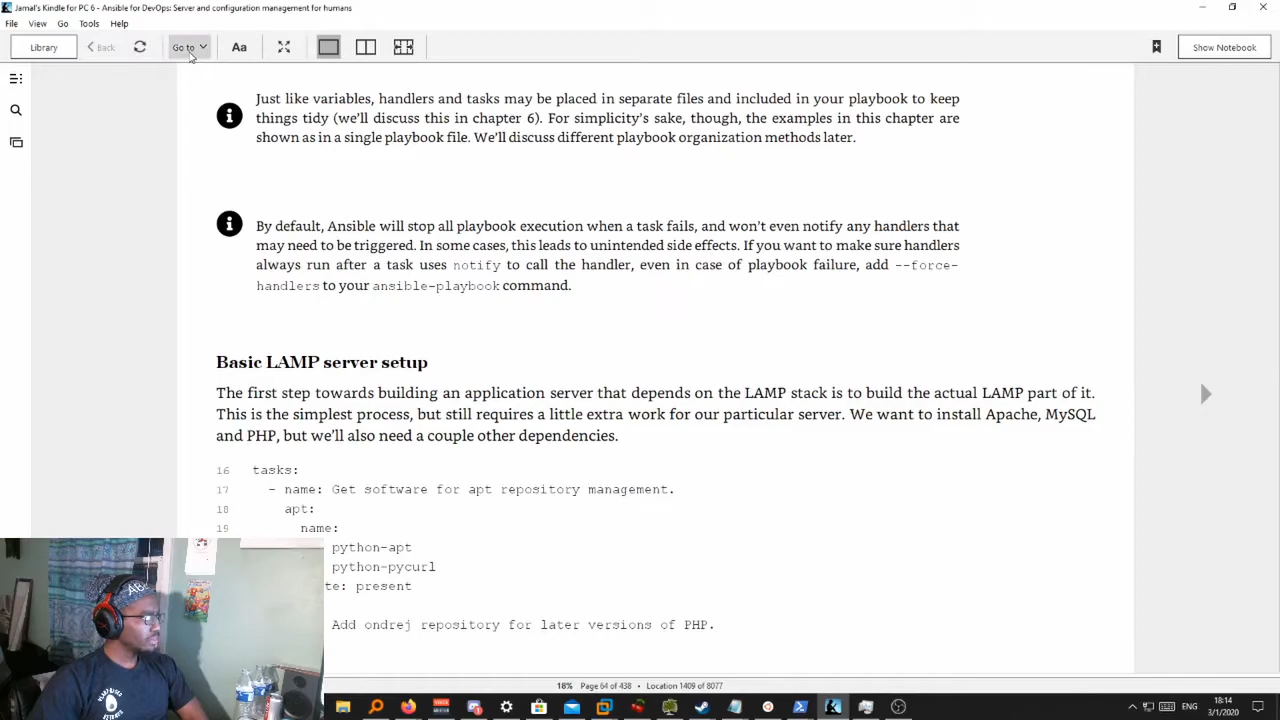 Jamal's Kindle for PC 6 - Ansible for DevOps: Server and configuration management for humans
File View Go Tools Help
Library Back Go to Aa Show Notebook
Just like variables, handlers and tasks may be placed in separate files and included in your playbook to keep
things tidy (we'll discuss this in chapter 6). For simplicity's sake, though, the examples in this chapter are
shown as in a single playbook file. We'll discuss different playbook organization methods later.
By default, Ansible will stop all playbook execution when a task fails, and won't even notify any handlers that
may need to be triggered. In some cases, this leads to unintended side effects. If you want to make sure handlers
always run after a task uses notify to call the handler, even in case of playbook failure, add --force-
handlers to your ansible-playbook command.
Basic LAMP server setup
The first step towards building an application server that depends on the LAMP stack is to build the actual LAMP part of it.
This is the simplest process, but still requires a little extra work for our particular server. We want to install Apache, MySQL
and PHP, but we'll also need a couple other dependencies.
16 tasks:
17 - name: Get software for apt repository management.
18 apt:
19 name:
python-apt
python-pycurl
te: present
Add ondrej repository for later versions of PHP.
18% Page 64 of 438 • Location 1409 of 8077
ENG
18:14
3/1/2020